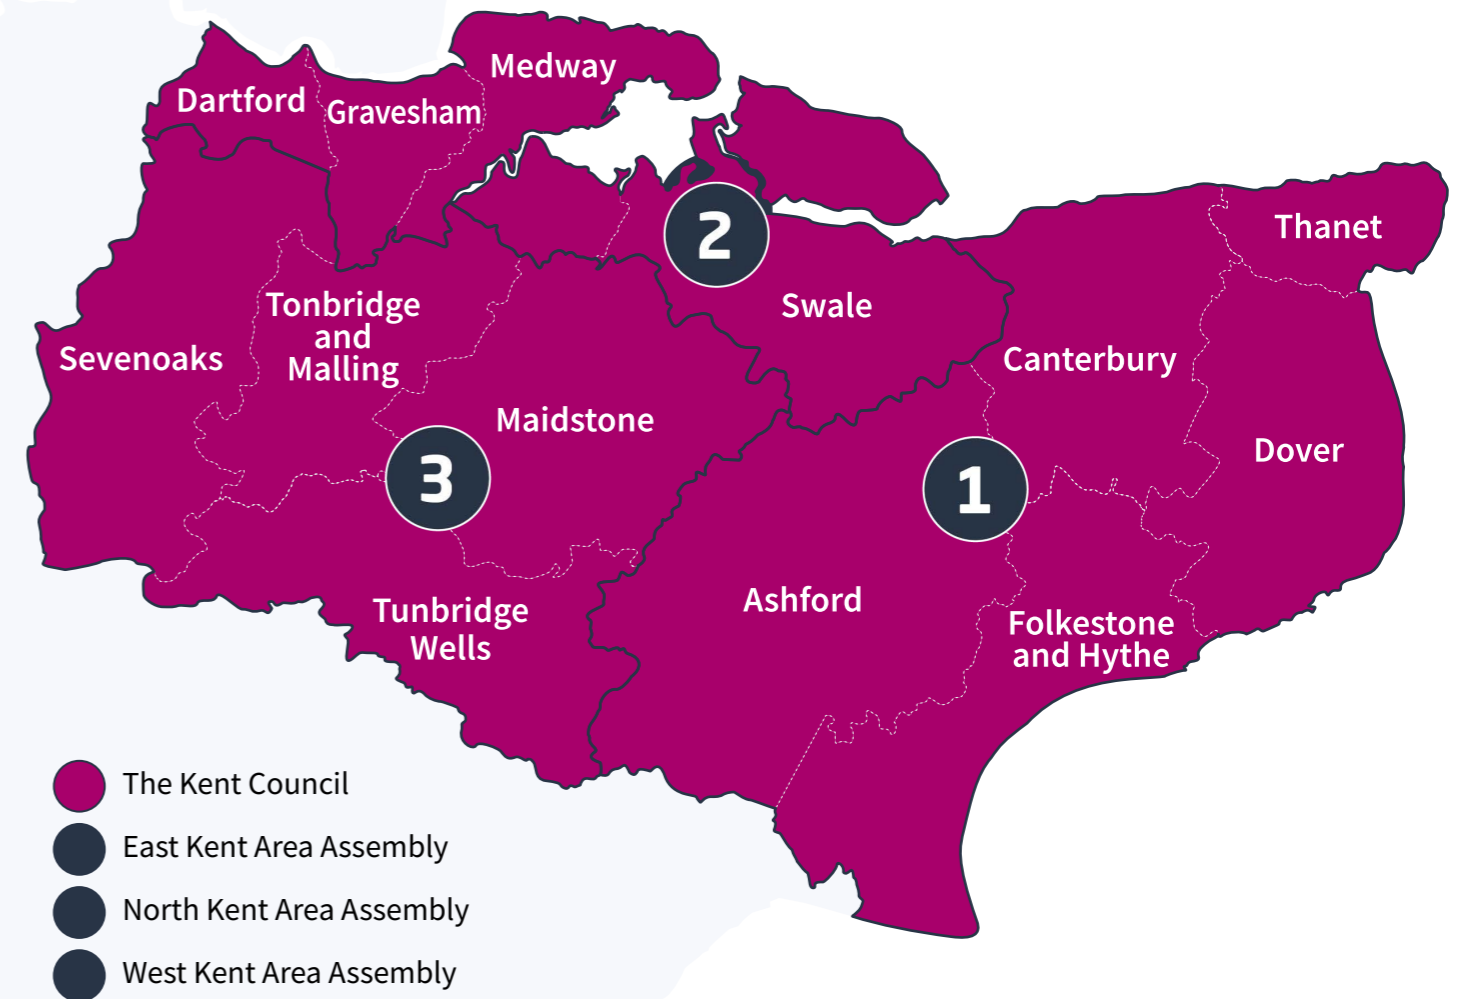 Medway
Dartford
Gravesham
Thanet
2
Swale
Tonbridge
and
Malling
Sevenoaks
Canterbury
Maidstone
Dover
3
1
Ashford
Tunbridge
Wells
Folkestone
and Hythe
The Kent Council
East Kent Area Assembly
North Kent Area Assembly
West Kent Area Assembly